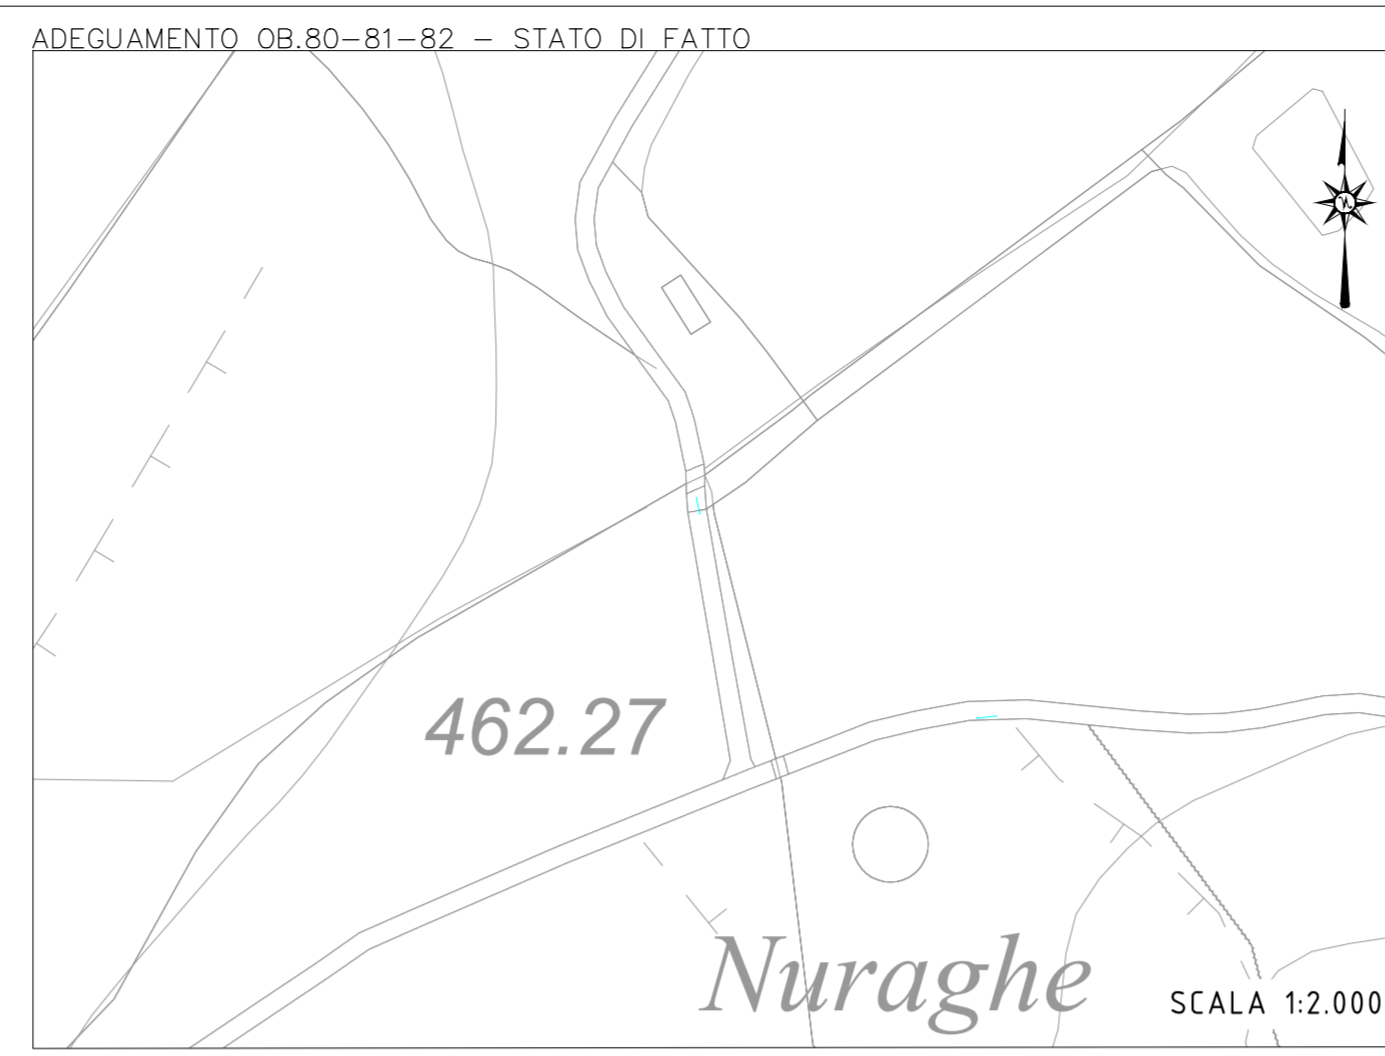 ADEGUAMENTO OB.80-81-82 - STATO DI FATTO
N
462.27
Nuraghe
SCALA 1:2.000